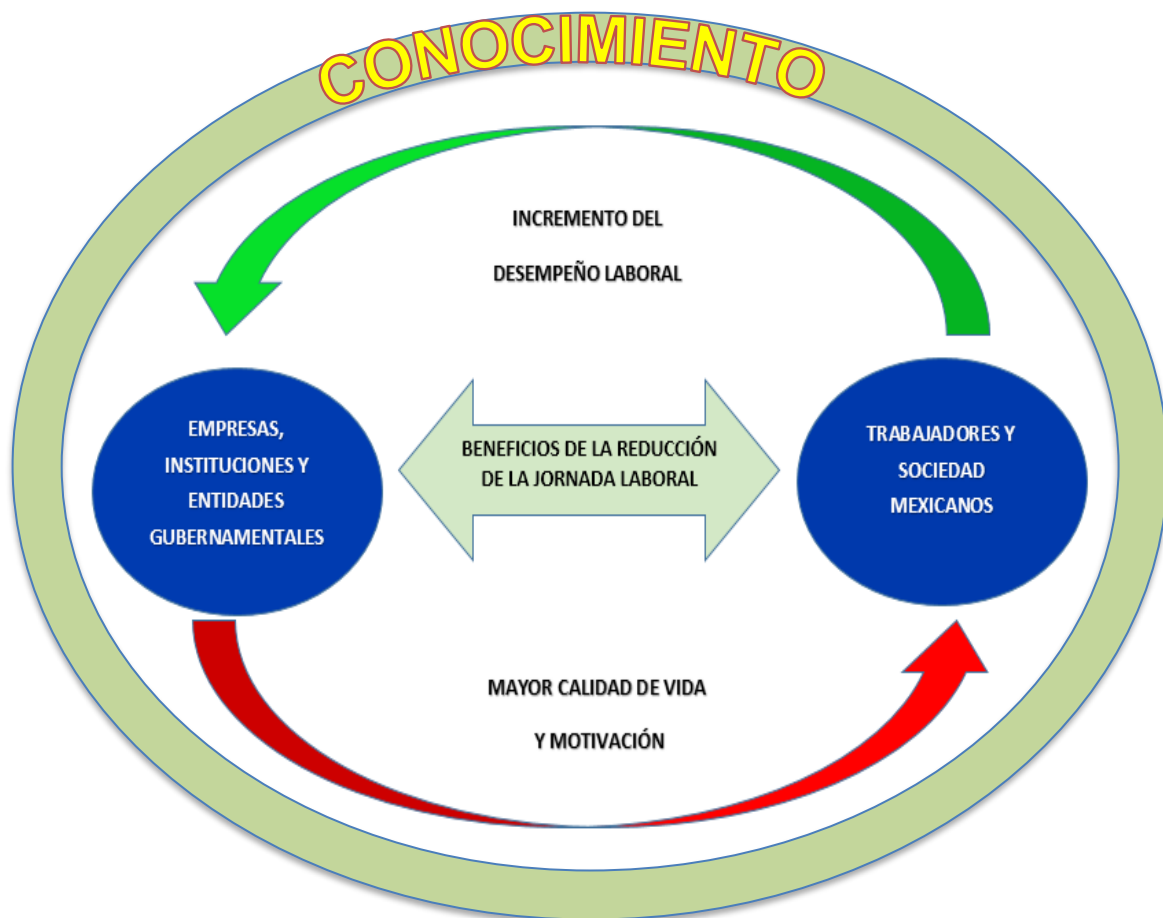 CONOCIMIENTO
INCREMENTO DEL
DESEMPEÑO LABORAL
EMPRESAS,
INSTITUCIONES Y
ENTIDADES
GUBERNAMENTALES
BENEFICIOS DE LA REDUCCIÓN
DE LA JORNADA LABORAL
TRABAJADORES Y
SOCIEDAD
MEXICANOS
MAYOR CALIDAD DE VIDA
Y MOTIVACIÓN